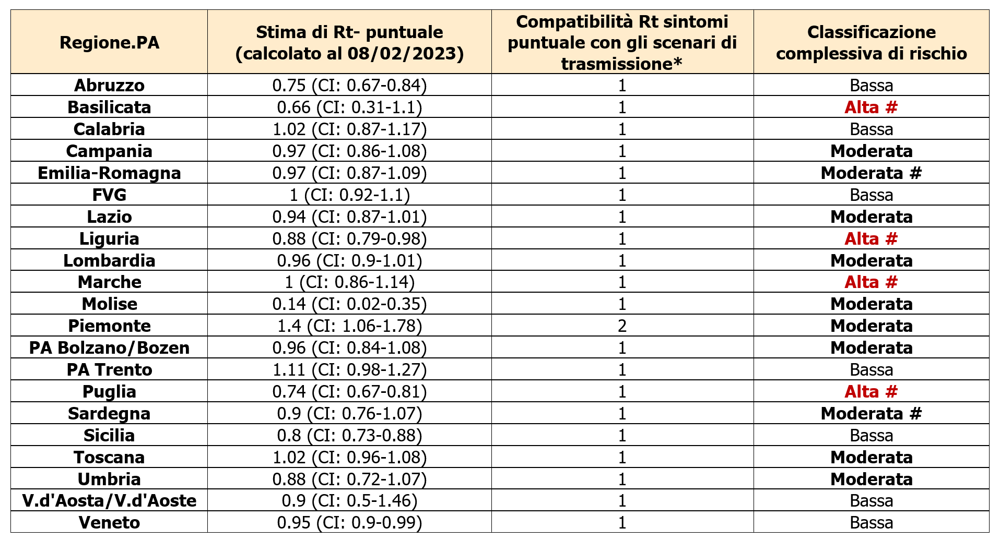 Regione.PA
Stima di Rt- puntuale
(calcolato al 08/02/2023)
Compatibilità Rt sintomi
puntuale con gli scenari di
trasmissione*
Classificazione
complessiva di rischio
Abruzzo 0.75 (CI: 0.67-0.84) 1 Bassa
Basilicata 0.66 (CI: 0.31-1.1) 1 Alta #
Calabria 1.02 (CI: 0.87-1.17) 1 Bassa
Campania 0.97 (CI: 0.86-1.08) 1 Moderata
Emilia-Romagna 0.97 (CI: 0.87-1.09) 1 Moderata #
FVG 1 (CI: 0.92-1.1) 1 Bassa
Lazio 0.94 (CI: 0.87-1.01) 1 Moderata
Liguria 0.88 (CI: 0.79-0.98) 1 Alta #
Lombardia 0.96 (CI: 0.9-1.01) 1 Moderata
Marche 1 (CI: 0.86-1.14) 1 Alta #
Molise 0.14 (CI: 0.02-0.35) 1 Moderata
Piemonte 1.4 (CI: 1.06-1.78) 2 Moderata
PA Bolzano/Bozen 0.96 (CI: 0.84-1.08) 1 Moderata
PA Trento 1.11 (CI: 0.98-1.27) 1 Bassa
Puglia 0.74 (CI: 0.67-0.81) 1 Alta #
Sardegna 0.9 (CI: 0.76-1.07) 1 Moderata #
Sicilia 0.8 (CI: 0.73-0.88) 1 Bassa
Toscana 1.02 (CI: 0.96-1.08) 1 Moderata
Umbria 0.88 (CI: 0.72-1.07) 1 Moderata
V.d'Aosta/V.d'Aoste 0.9 (CI: 0.5-1.46) 1 Bassa
Veneto 0.95 (CI: 0.9-0.99) 1 Bassa